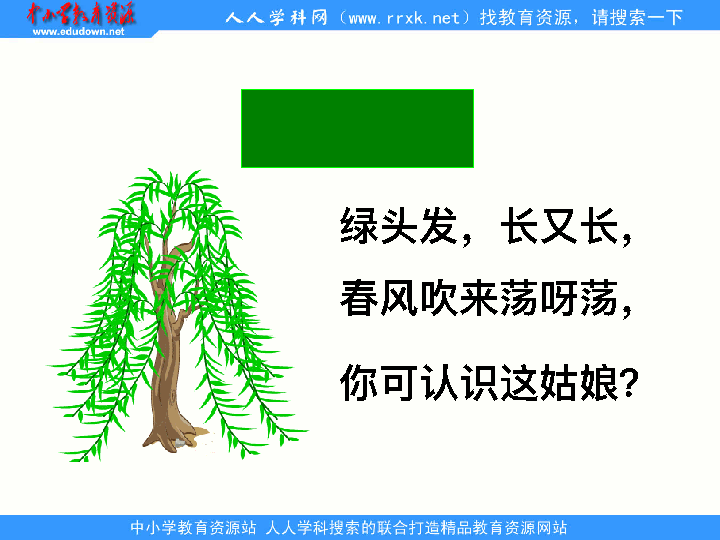 中小学教育资源
www.edudown.net
人人学科网（www.rrxk.net）找教育资源，请搜索一下
绿头发，长又长，
春风吹来荡呀荡，
你可认识这姑娘？
中小学教育资源站 人人学科搜索的联合打造精品教育资源网站